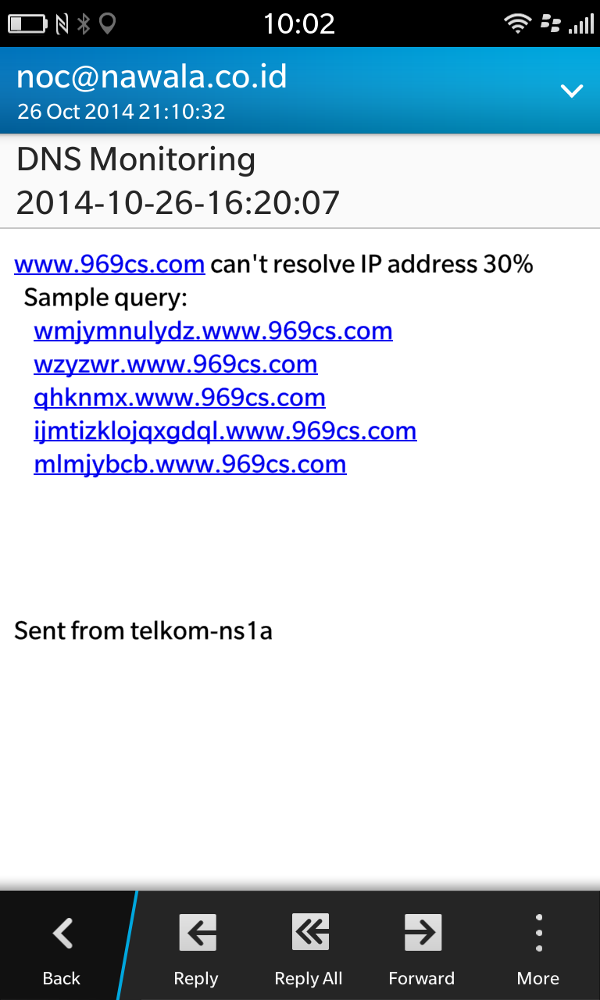 10:02
noc@nawala.co.id
26 Oct 2014 21:10:32
DNS Monitoring
2014-10-26-16:20:07
www.969cs.com can't resolve IP address 30%
Sample query:
wmjymnulydz.www.969cs.com
wzyzwr.www.969cs.com
qhknmx.www.969cs.com
ijmtizklojqxgdql.www.969cs.com
mlmjybcb.www.969cs.com
Sent from telkom-ns1a
Back Reply Reply All Forward More